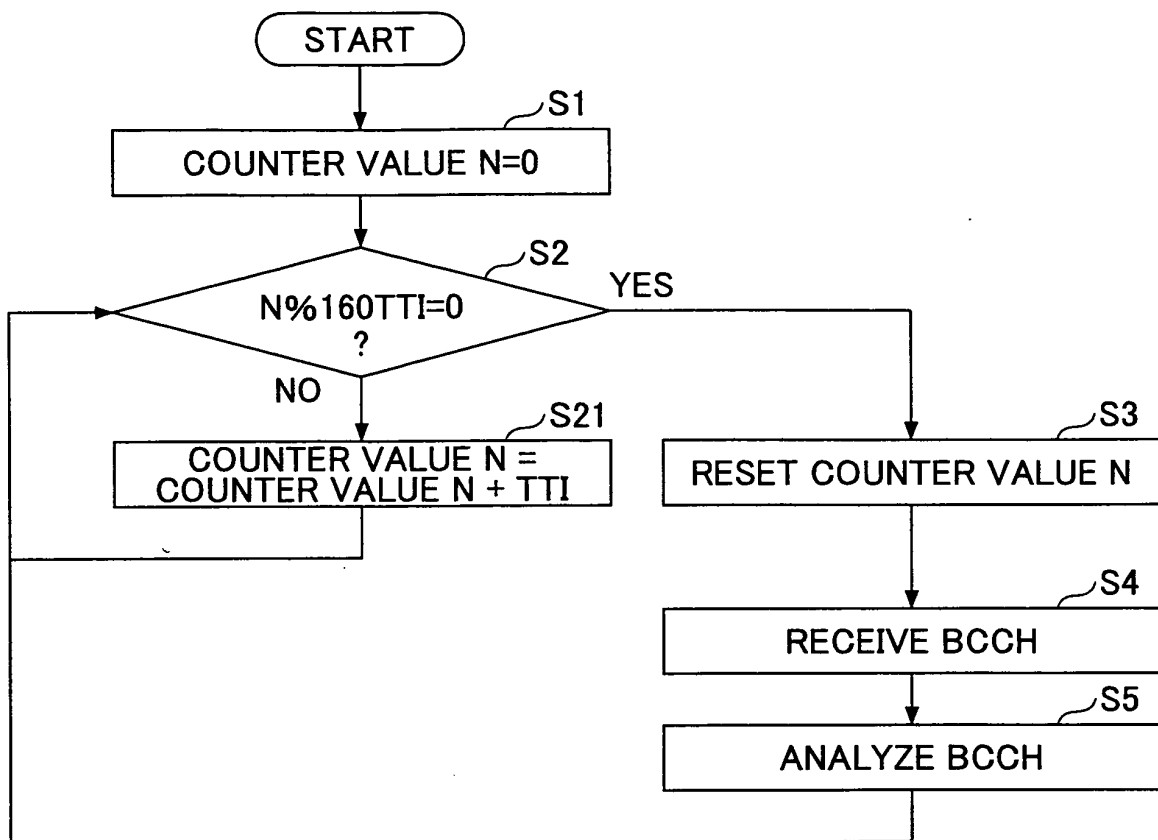 START
S1
COUNTER VALUE N=0
S2
N%160TTI=0
?
YES
NO
S21
COUNTER VALUE N =
COUNTER VALUE N + TTI
S3
RESET COUNTER VALUE N
S4
RECEIVE BCCH
S5
ANALYZE BCCH